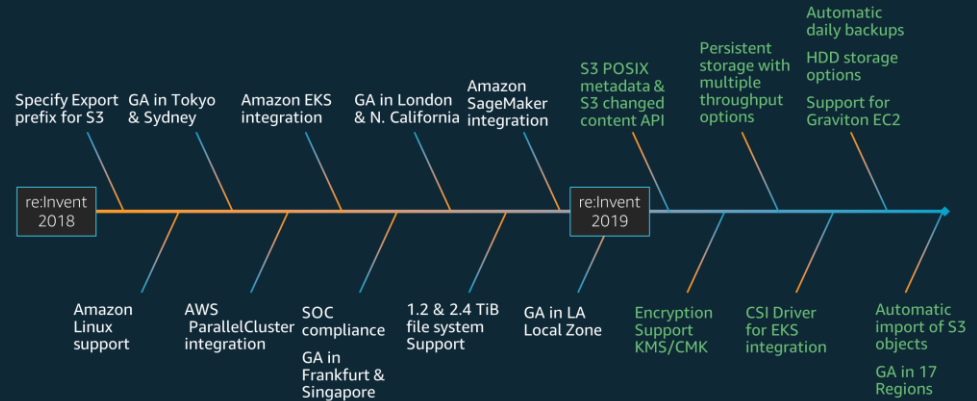 Specify Export
prefix for S3
GA in Tokyo
& Sydney
Amazon EKS
integration
GA in London
& N. California
Amazon
SageMaker
integration
S3 POSIX
metadata &
S3 changed
content API
Persistent
storage with
multiple
throughput
options
Automatic
daily backups
HDD storage
options
Support for
Graviton EC2
re:Invent
2018
re:Invent
2019
Amazon
Linux
support
AWS
ParallelCluster
integration
SOC
compliance
GA in
Frankfurt &
Singapore
1.2 & 2.4 TiB
file system
Support
GA in LA
Local Zone
Encryption
Support
KMS/CMK
CSI Driver
for EKS
integration
Automatic
import of S3
objects
GA in 17
Regions